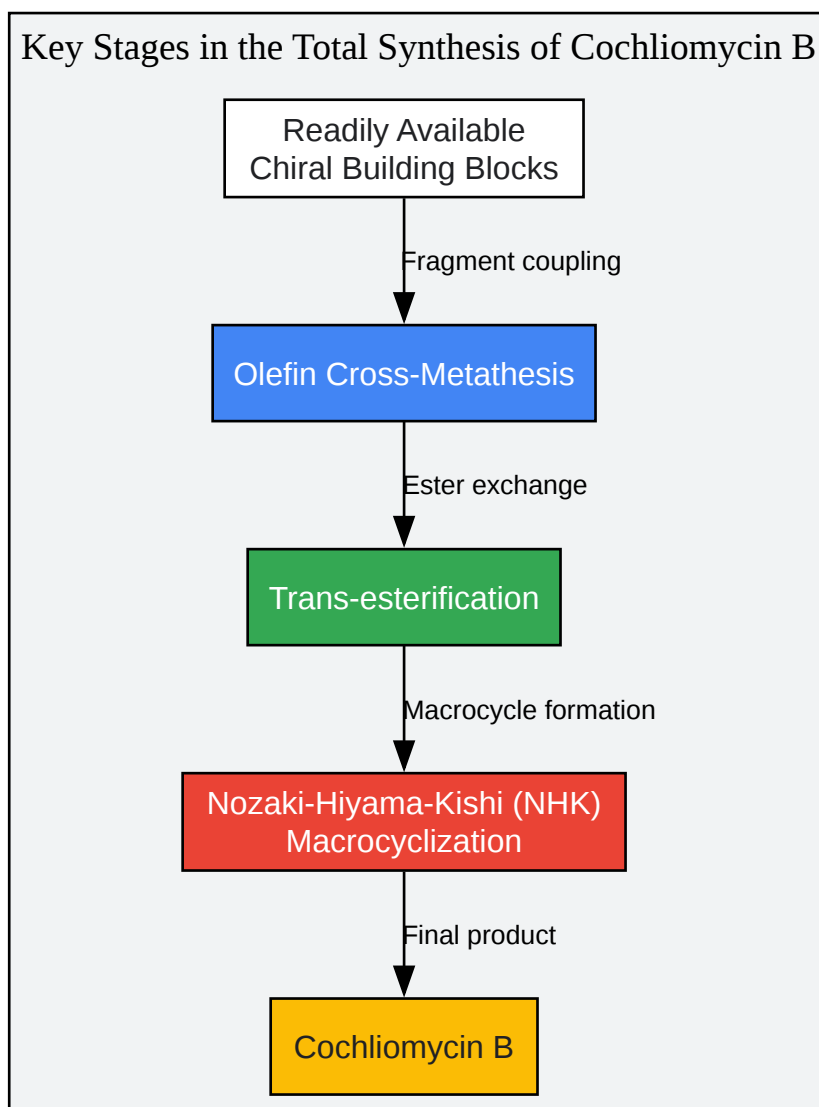 Key Stages in the Total Synthesis of Cochliomycin B
Readily Available
Chiral Building Blocks
Fragment coupling
Olefin Cross-Metathesis
Ester exchange
Trans-esterification
Macrocycle formation
Nozaki-Hiyama-Kishi (NHK)
Macrocyclization
Final product
Cochliomycin B